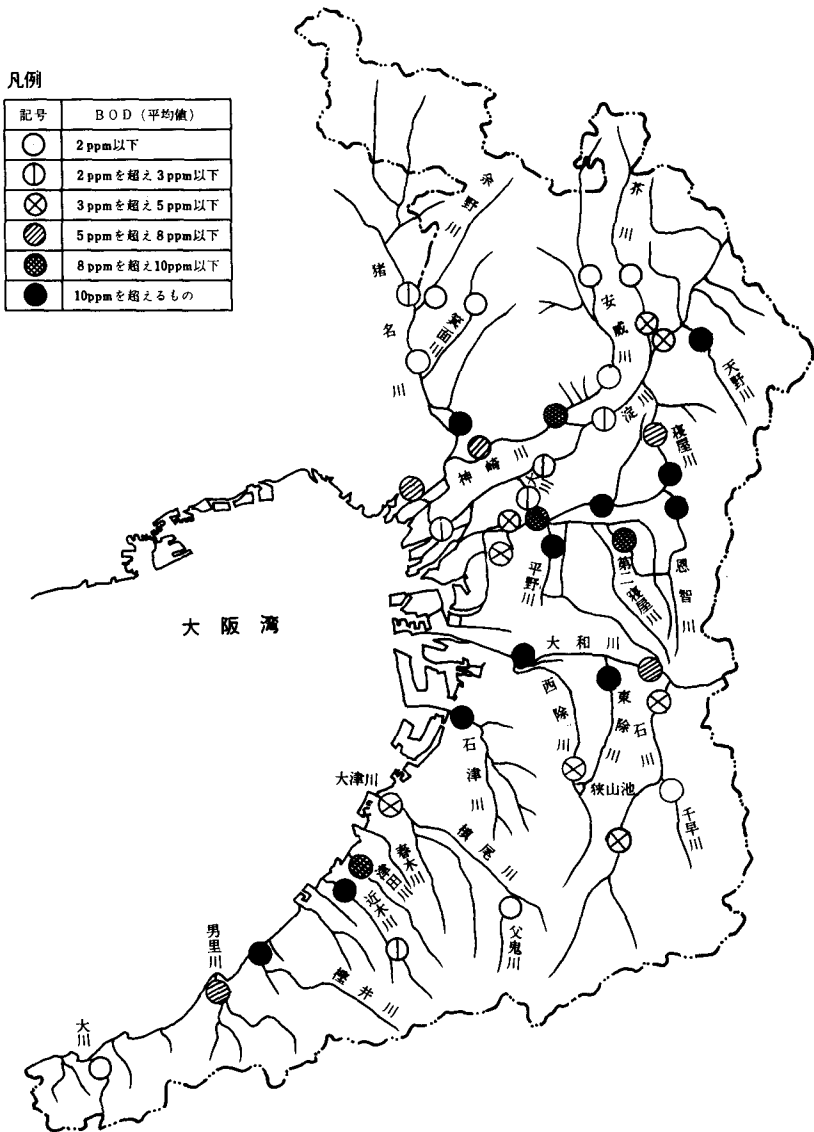 凡例
記号 BOD(平均値)
2ppm以下
2ppmを超え3ppm以下
3ppmを超え5ppm以下
5ppmを超え8ppm以下
8ppmを超え10ppm以下
10ppmを超えるもの
余野川
芥川
猪名川
箕面川
安威川
天野川
淀川
寝屋川
神崎川
大川
平野川
第二寝屋川
恩智川
大阪湾
大和川
西除川
東除川
石川
石津川
大津川
狭山池
千早川
槙尾川
春木川
津田川
近木川
父鬼川
男里川
樫井川
大川